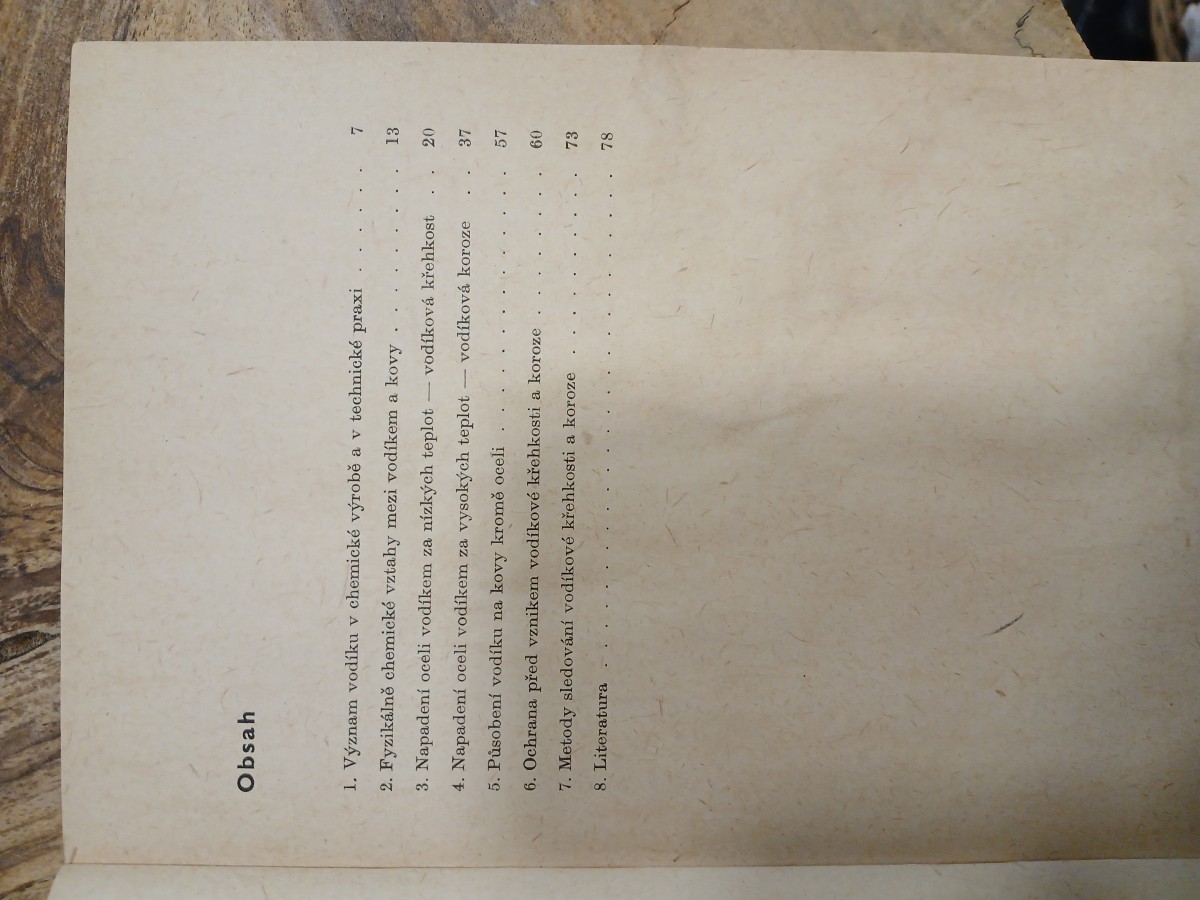 Obsah
1. Význam vodíku v chemické výrobě a v technické praxi . . . . . . 7
2. Fyzikálně chemické vztahy mezi vodíkem a kovy . . . . . . . . 13
3. Napadení oceli vodíkem za nízkých teplot — vodíková křehkost . . 20
4. Napadení oceli vodíkem za vysokých teplot — vodíková koroze . . 37
5. Působení vodíku na kovy kromě oceli . . . . . . . . . . . . . 57
6. Ochrana před vznikem vodíkové křehkosti a koroze . . . . . . . 60
7. Metody sledování vodíkové křehkosti a koroze . . . . . . . . . 73
8. Literatura . . . . . . . . . . . . . . . . . . . . . . . . 78